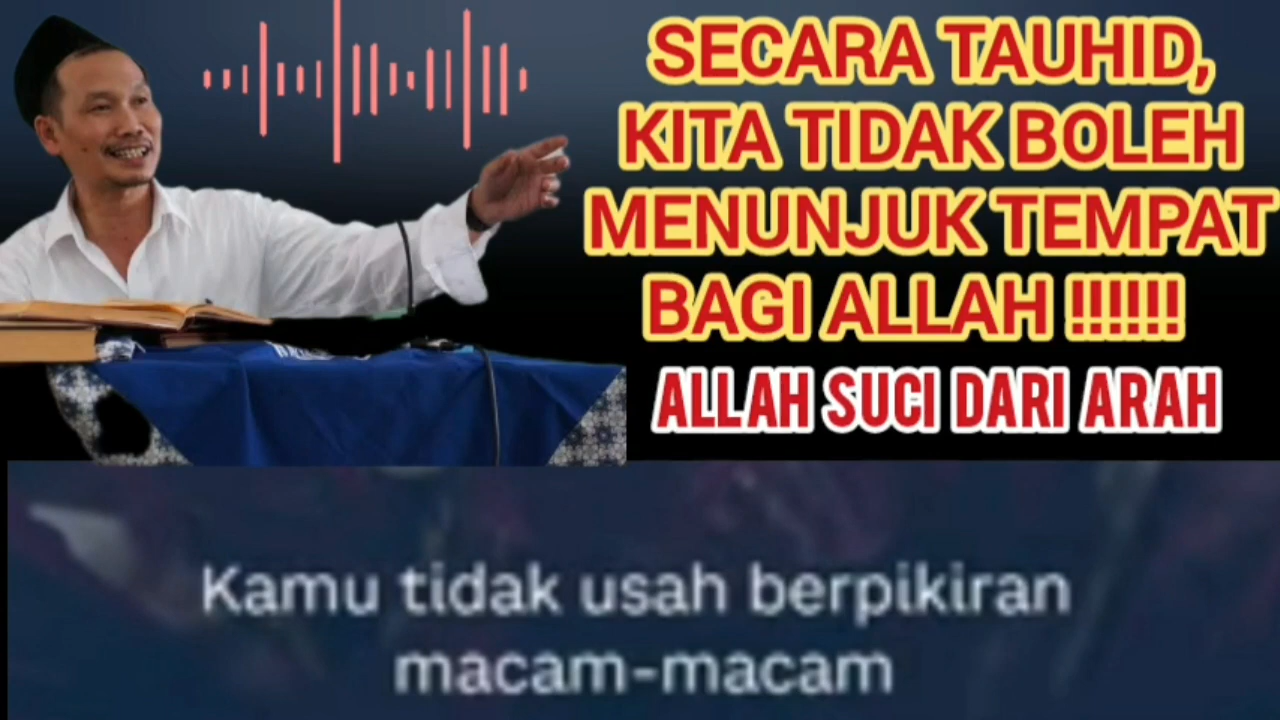 SECARA TAUHID,
KITA TIDAK BOLEH
MENUNJUK TEMPAT
BAGI ALLAH !!!!!!
ALLAH SUCI DARI ARAH
Kamu tidak usah berpikiran
macam-macam